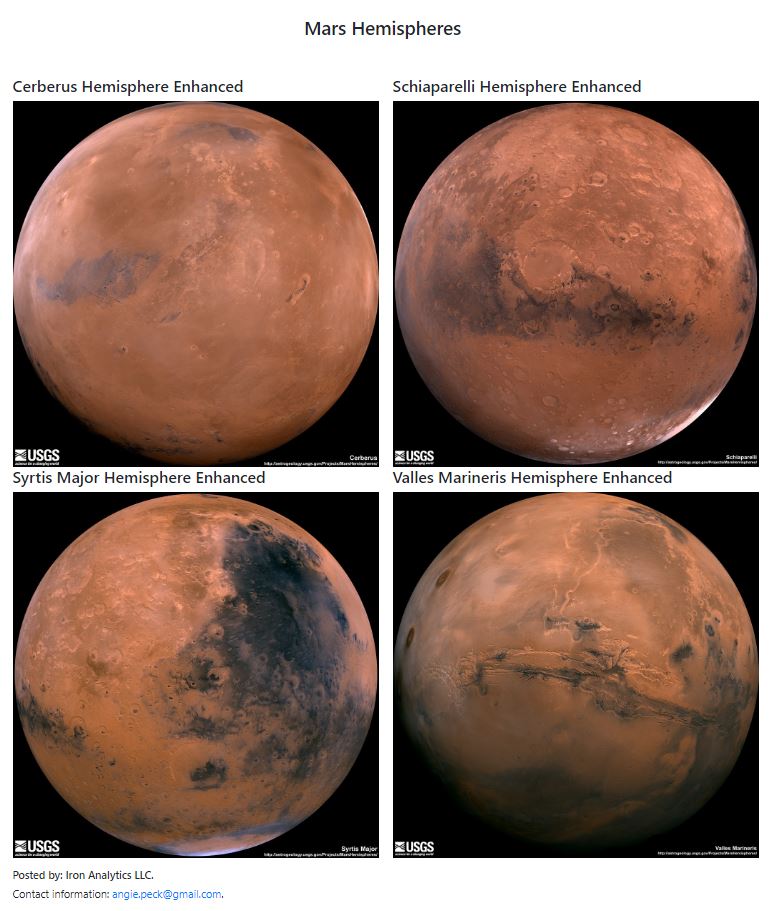 Mars Hemispheres
Cerberus Hemisphere Enhanced
Schiaparelli Hemisphere Enhanced
USGS
science for a changing world
Cerberus
http://astrogeology.usgs.gov/Projects/MarsHemispheres/
USGS
science for a changing world
Schiaparelli
http://astrogeology.usgs.gov/Projects/MarsHemispheres/
Syrtis Major Hemisphere Enhanced
Valles Marineris Hemisphere Enhanced
USGS
science for a changing world
Syrtis Major
http://astrogeology.usgs.gov/Projects/MarsHemispheres/
USGS
science for a changing world
Valles Marineris
http://astrogeology.usgs.gov/Projects/MarsHemispheres/
Posted by: Iron Analytics LLC.
Contact information: angie.peck@gmail.com.